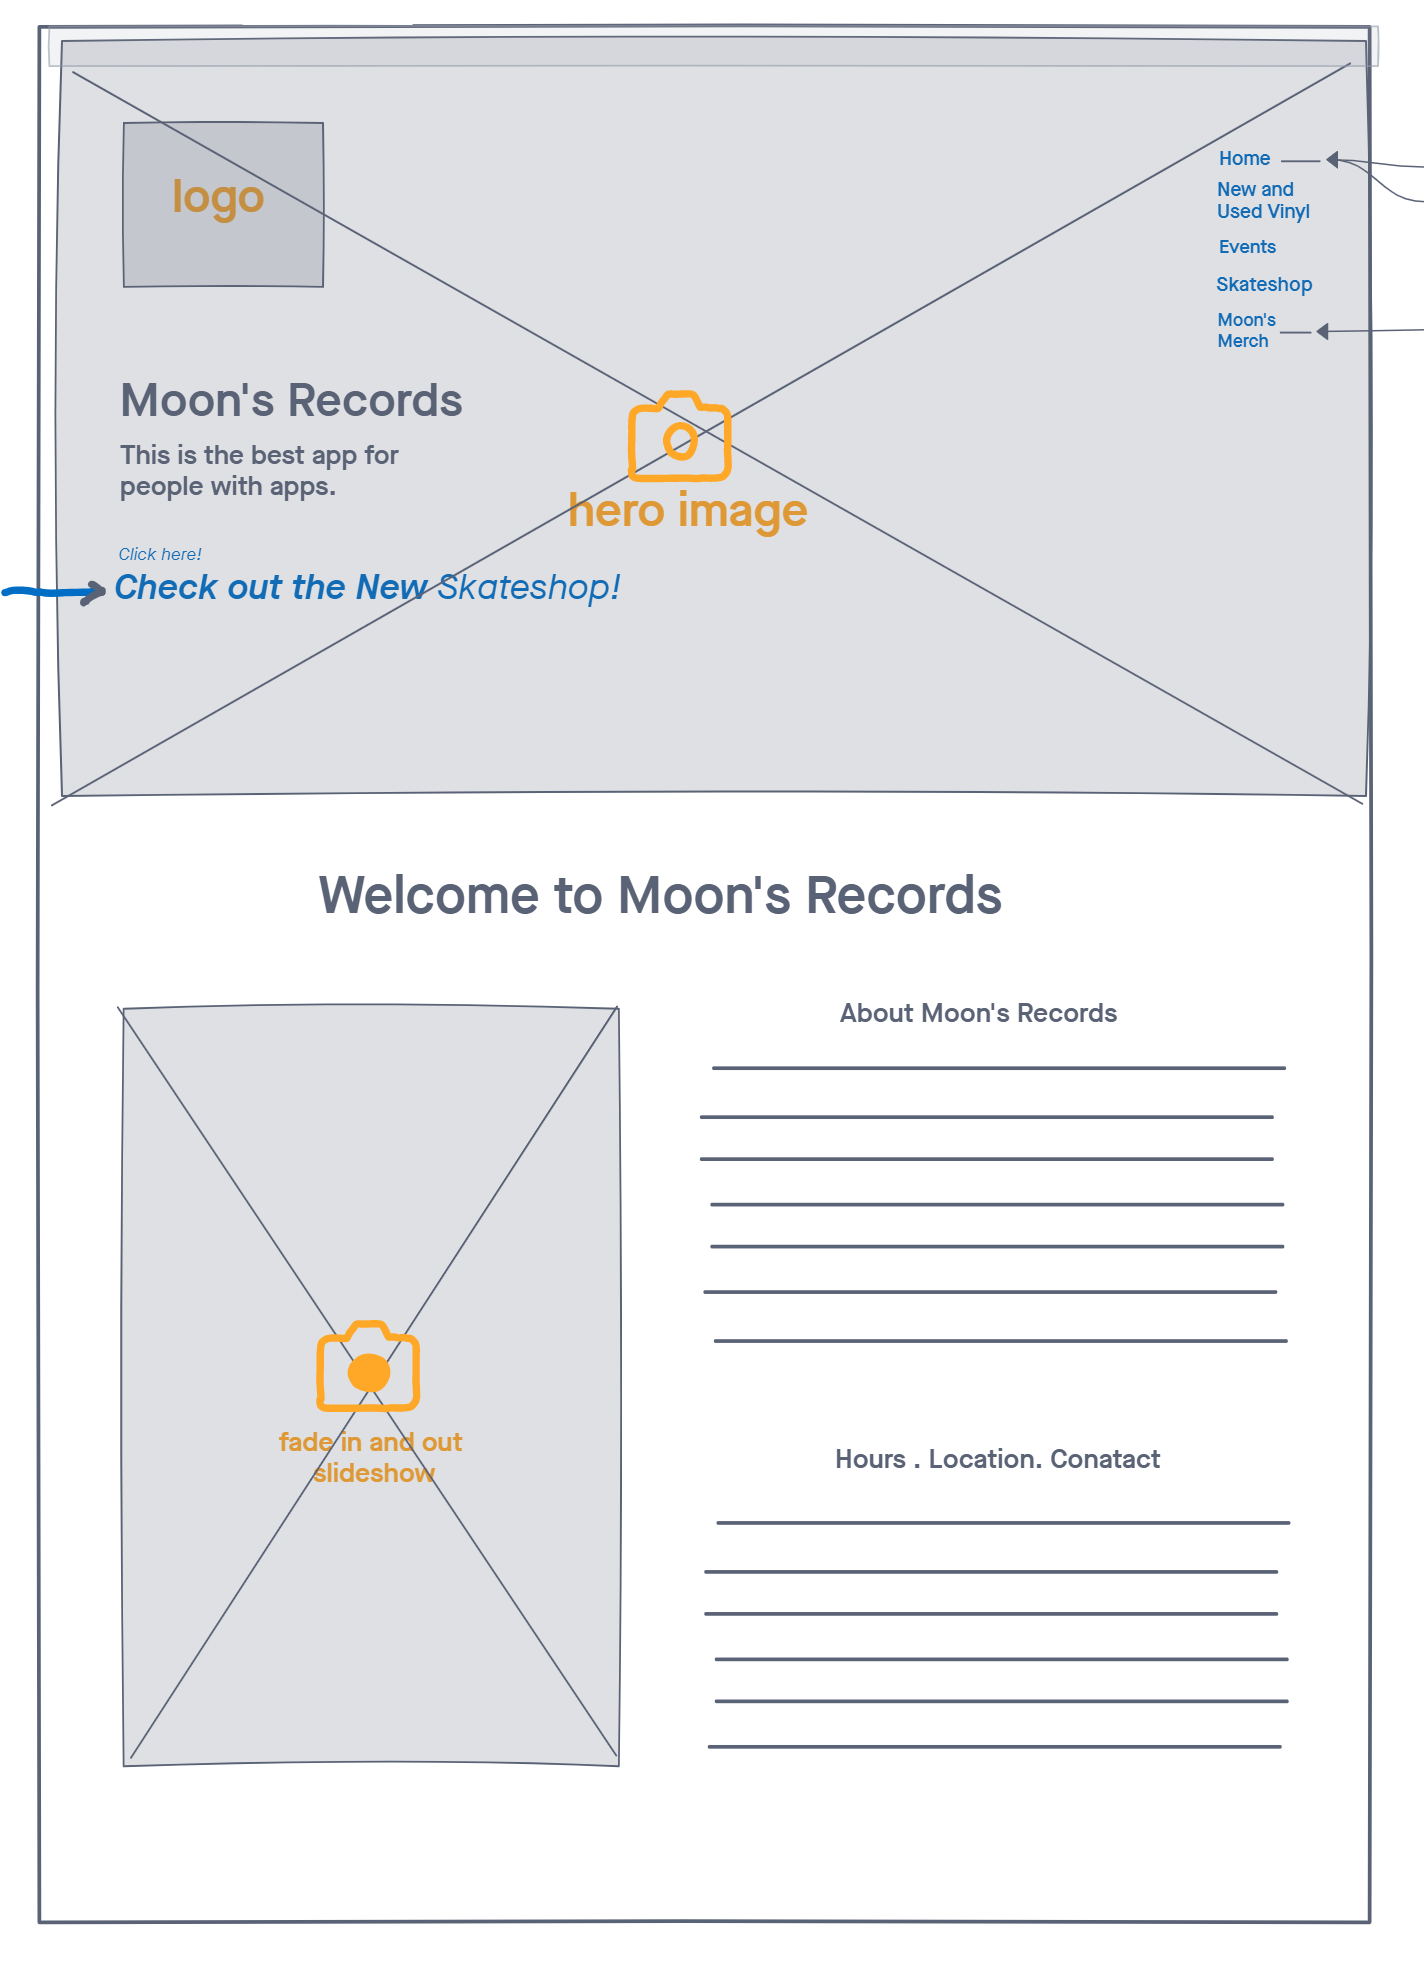 logo
Home
New and
Used Vinyl
Events
Skateshop
Moon's
Merch
Moon's Records
This is the best app for
people with apps.
hero image
Click here!
Check out the New Skateshop!
Welcome to Moon's Records
About Moon's Records
fade in and out
slideshow
Hours . Location. Conatact